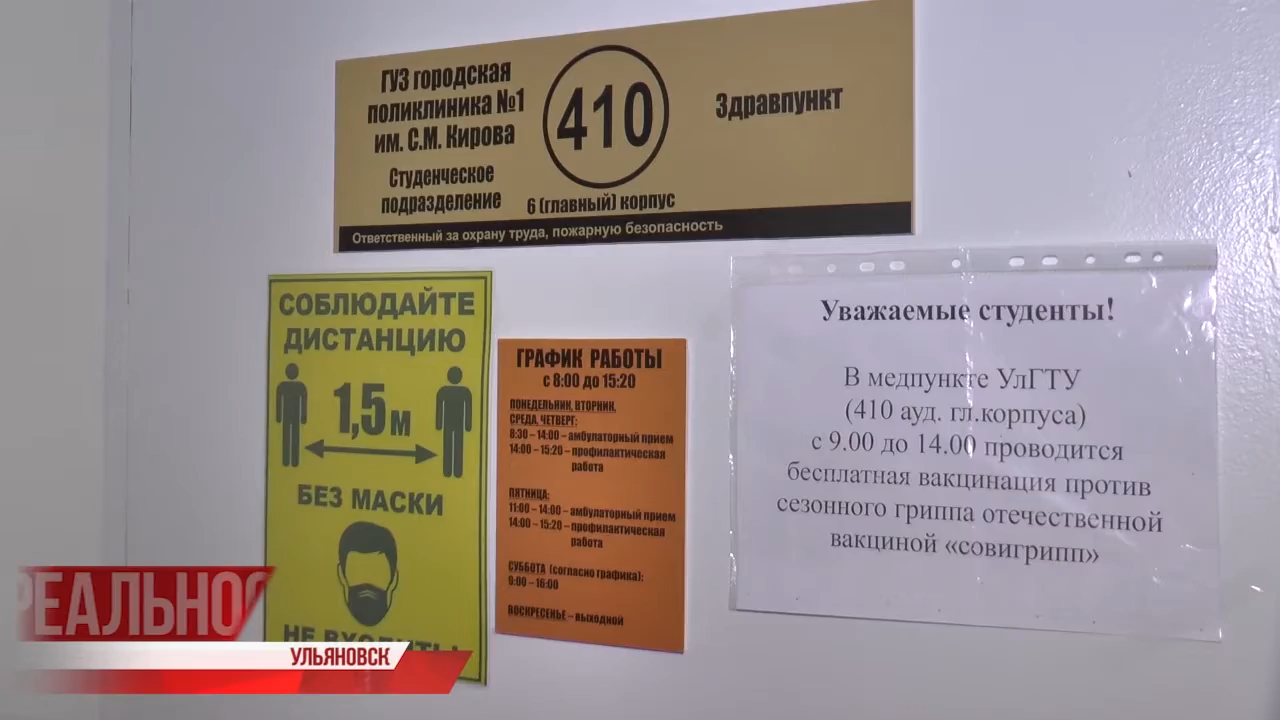 ГУЗ городская
поликлиника №1
им. С.М. Кирова
Студенческое
подразделение
410
6 (главный) корпус
Здравпункт
Ответственный за охрану труда, пожарную безопасность
СОБЛЮДАЙТЕ
ДИСТАНЦИЮ
1,5 м
БЕЗ МАСКИ
НЕ ВХОДИТЬ!
ГРАФИК РАБОТЫ
с 8:00 до 15:20
ПОНЕДЕЛЬНИК, ВТОРНИК,
СРЕДА, ЧЕТВЕРГ:
8:30 – 14:00 – амбулаторный прием
14:00 – 15:20 – профилактическая
работа
ПЯТНИЦА:
11:00 – 14:00 – амбулаторный прием
14:00 – 15:20 – профилактическая
работа
СУББОТА (согласно графика):
9:00 – 16:00
ВОСКРЕСЕНЬЕ – выходной
Уважаемые студенты!
В медпункте УлГТУ
(410 ауд. гл.корпуса)
с 9.00 до 14.00 проводится
бесплатная вакцинация против
сезонного гриппа отечественной
вакциной «совигрипп»
РЕАЛЬНОС
УЛЬЯНОВСК